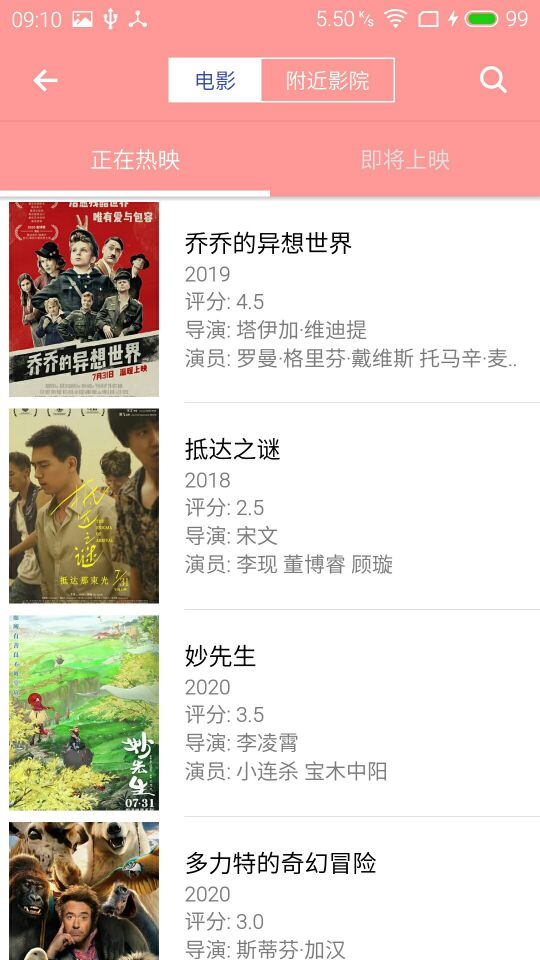 09:10
5.50 K/s
99
电影
附近影院
正在热映
即将上映
唯有爱与包容
乔乔的异想世界
7月31日 温暖上映
乔乔的异想世界
2019
评分: 4.5
导演: 塔伊加·维迪提
演员: 罗曼·格里芬·戴维斯 托马辛·麦..
抵达之谜
THE ENIGMA OF ARRIVAL
抵达那束光
7/31
抵达之谜
2018
评分: 2.5
导演: 宋文
演员: 李现 董博睿 顾璇
妙先生
07·31
妙先生
2020
评分: 3.5
导演: 李凌霄
演员: 小连杀 宝木中阳
多力特的奇幻冒险
2020
评分: 3.0
导演: 斯蒂芬·加汉